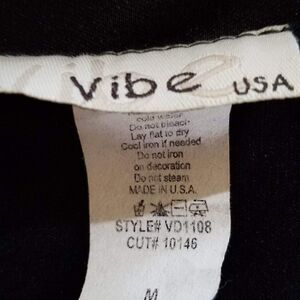 Vibe USA
cold water
Do not bleach
Lay flat to dry
Cool iron if needed
Do not iron
on decoration
Do not steam
MADE IN U.S.A.
STYLE# VD1108
CUT# 10146
M